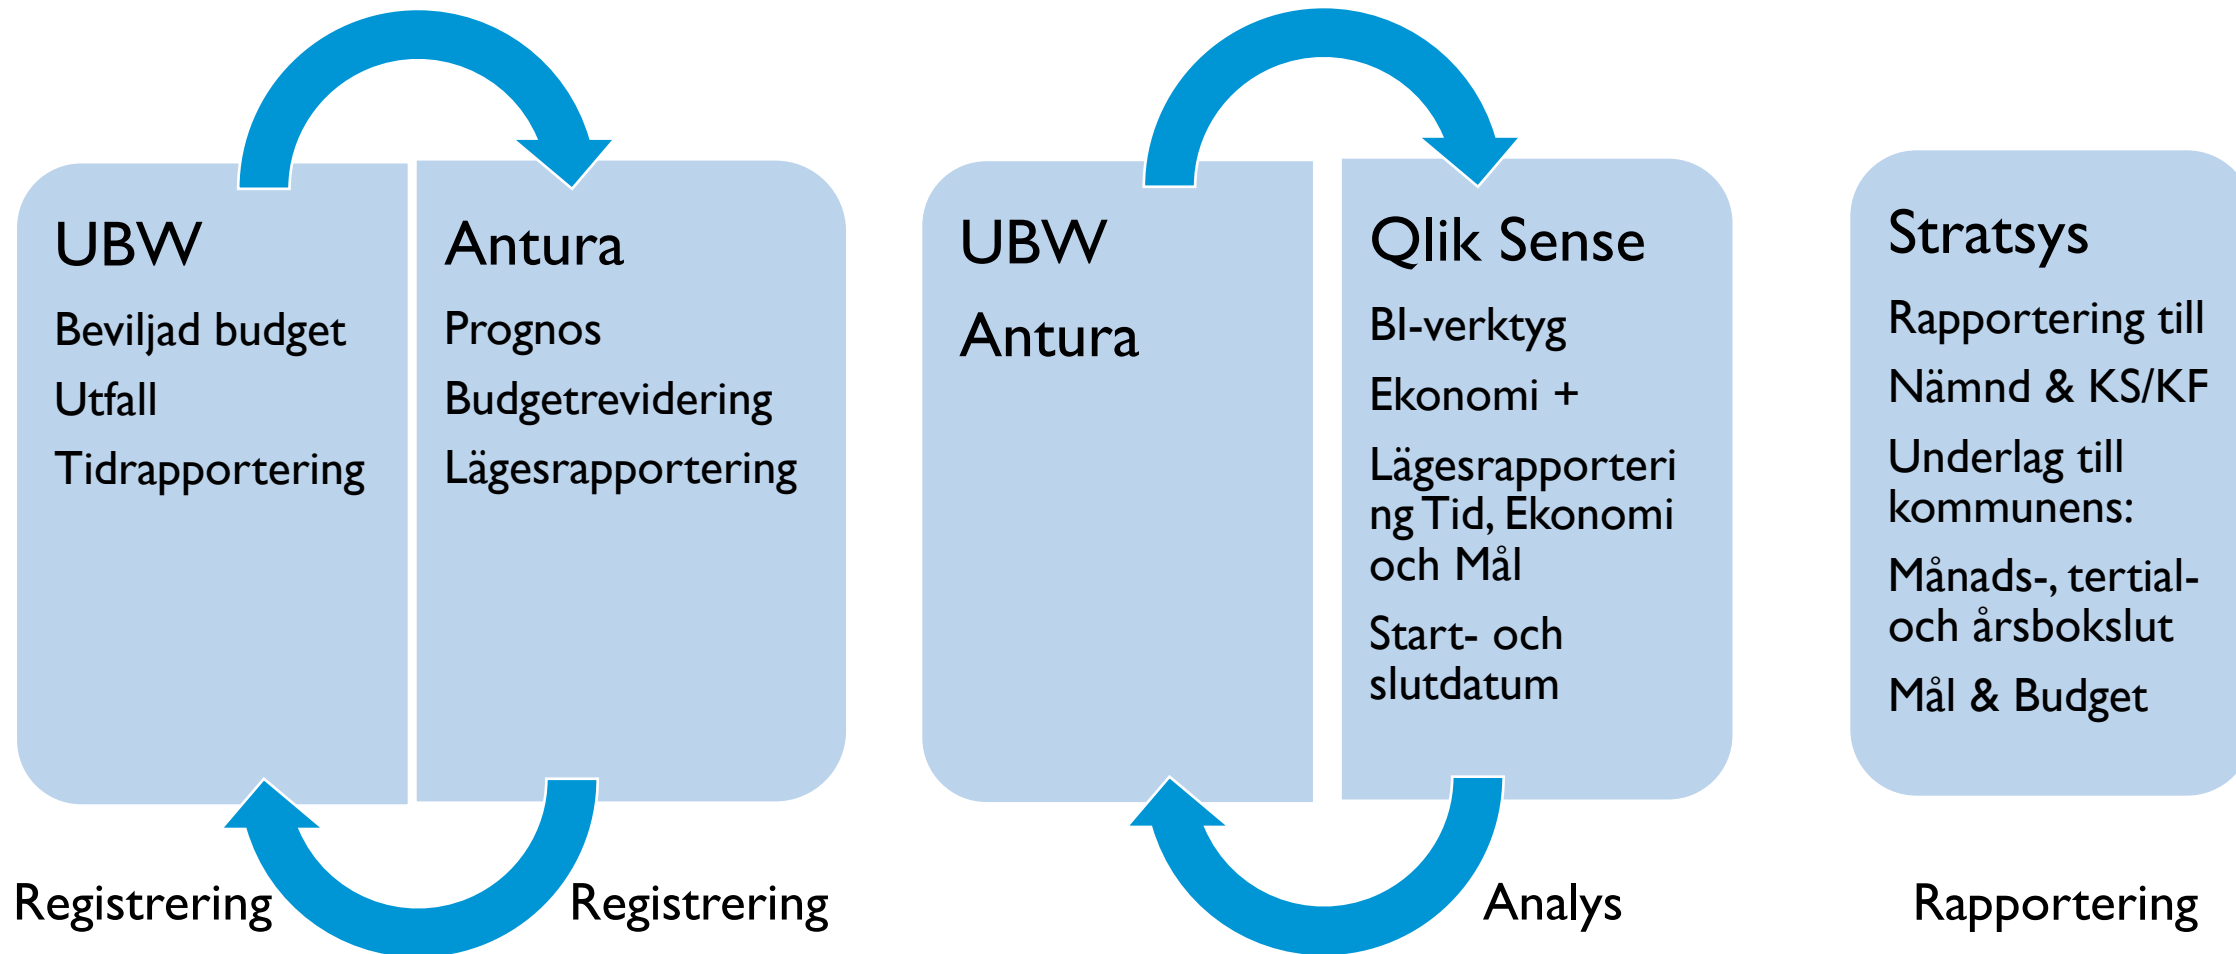 UBW
Beviljad budget
Utfall
Tidrapportering
Antura
Prognos
Budgetrevidering
Lägesrapportering
UBW
Antura
Qlik Sense
BI-verktyg
Ekonomi +
Lägesrapporteri
ng Tid, Ekonomi
och Mål
Start- och
slutdatum
Stratsys
Rapportering till
Nämnd & KS/KF
Underlag till
kommunens:
Månads-, tertial-
och årsbokslut
Mål & Budget
Registrering
Registrering
Analys
Rapportering